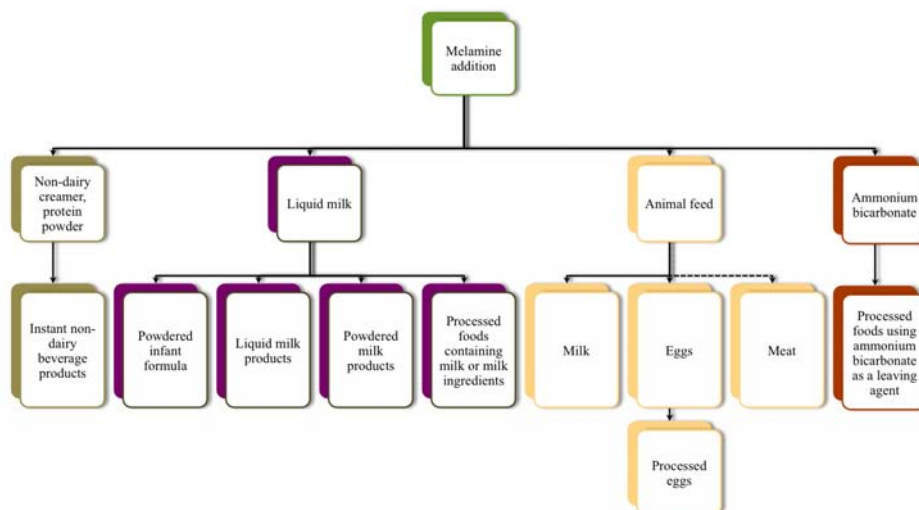 Melamine
addition
Non-dairy
creamer,
protein
powder
Liquid milk
Animal feed
Ammonium
bicarbonate
Instant non-
dairy
beverage
products
Powdered
infant
formula
Liquid milk
products
Powdered
milk
products
Processed
foods
containing
milk or milk
ingredients
Milk
Eggs
Meat
Processed
foods using
ammonium
bicarbonate
as a leaving
agent
Processed
eggs